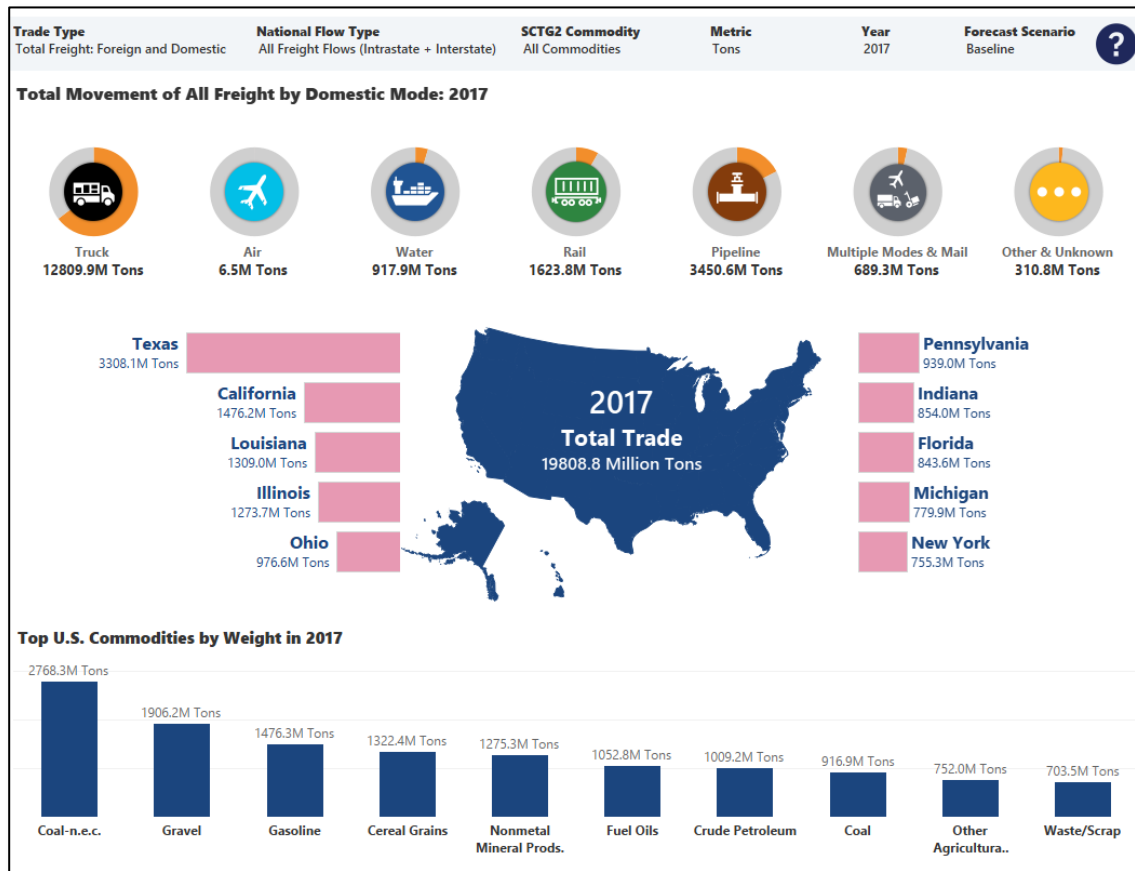 Trade Type
Total Freight: Foreign and Domestic
National Flow Type
All Freight Flows (Intrastate + Interstate)
SCTG2 Commodity
All Commodities
Metric
Tons
Year
2017
Forecast Scenario
Baseline
?
Total Movement of All Freight by Domestic Mode: 2017
Truck
12809.9M Tons
Air
6.5M Tons
Water
917.9M Tons
Rail
1623.8M Tons
Pipeline
3450.6M Tons
Multiple Modes & Mail
689.3M Tons
Other & Unknown
310.8M Tons
Texas
3308.1M Tons
California
1476.2M Tons
Louisiana
1309.0M Tons
Illinois
1273.7M Tons
Ohio
976.6M Tons
2017
Total Trade
19808.8 Million Tons
Pennsylvania
939.0M Tons
Indiana
854.0M Tons
Florida
843.6M Tons
Michigan
779.9M Tons
New York
755.3M Tons
Top U.S. Commodities by Weight in 2017
2768.3M Tons
Coal-n.e.c.
1906.2M Tons
Gravel
1476.3M Tons
Gasoline
1322.4M Tons
Cereal Grains
1275.3M Tons
Nonmetal
Mineral Prods.
1052.8M Tons
Fuel Oils
1009.2M Tons
Crude Petroleum
916.9M Tons
Coal
752.0M Tons
Other
Agricultura..
703.5M Tons
Waste/Scrap